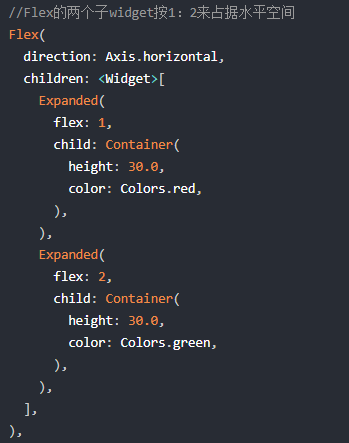 //Flex的两个子widget按1：2来占据水平空间
Flex(
  direction: Axis.horizontal,
  children: <Widget>[
    Expanded(
      flex: 1,
      child: Container(
        height: 30.0,
        color: Colors.red,
      ),
    ),
    Expanded(
      flex: 2,
      child: Container(
        height: 30.0,
        color: Colors.green,
      ),
    ),
  ],
),